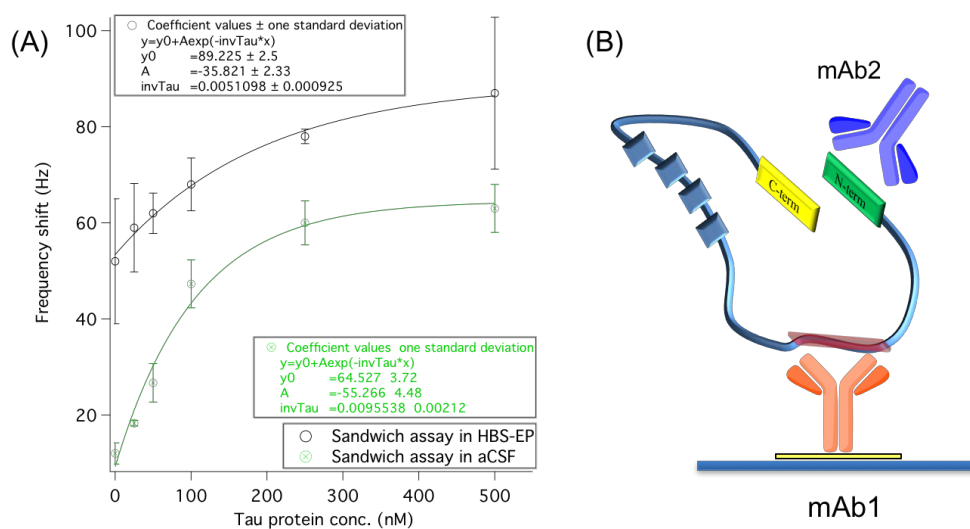 (A)
Coefficient values ± one standard deviation
y=y0+Aexp(-invTau*x)
y0 =89.225 ± 2.5
A =-35.821 ± 2.33
invTau =0.0051098 ± 0.000925
100
80
60
40
20
Frequency shift (Hz)
Coefficient values one standard deviation
y=y0+Aexp(-invTau*x)
y0 =64.527 3.72
A =-55.266 4.48
invTau =0.0095538 0.00212
Sandwich assay in HBS-EP
Sandwich assay in aCSF
0 100 200 300 400 500
Tau protein conc. (nM)
(B)
mAb2
C-term
N-term
mAb1